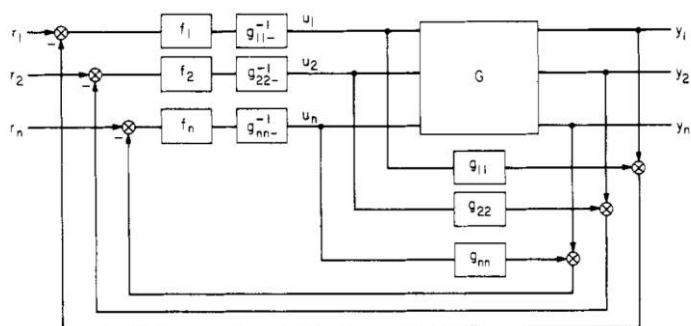 r₁ − f₁ g₁₁₋⁻¹ u₁ G y₁
r₂ − f₂ g₂₂₋⁻¹ u₂ y₂
rₙ − fₙ gₙₙ₋⁻¹ uₙ yₙ
g₁₁
g₂₂
gₙₙ